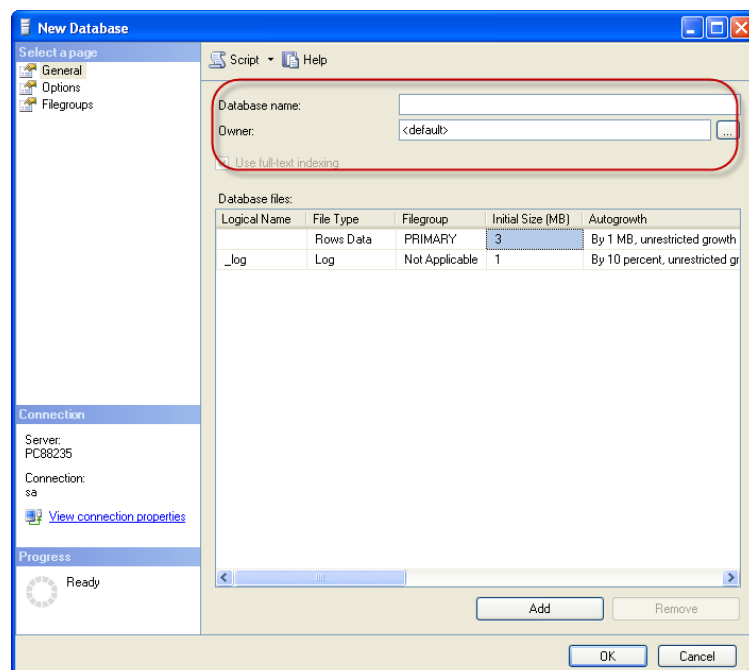 New Database
Select a page
General
Options
Filegroups
Script Help
Database name:
Owner: <default> ...
Use full-text indexing
Database files:
Logical Name File Type Filegroup Initial Size (MB) Autogrowth
Rows Data PRIMARY 3 By 1 MB, unrestricted growth
_log Log Not Applicable 1 By 10 percent, unrestricted gr
Connection
Server:
PC88235
Connection:
sa
View connection properties
Progress
Ready
Add Remove
OK Cancel